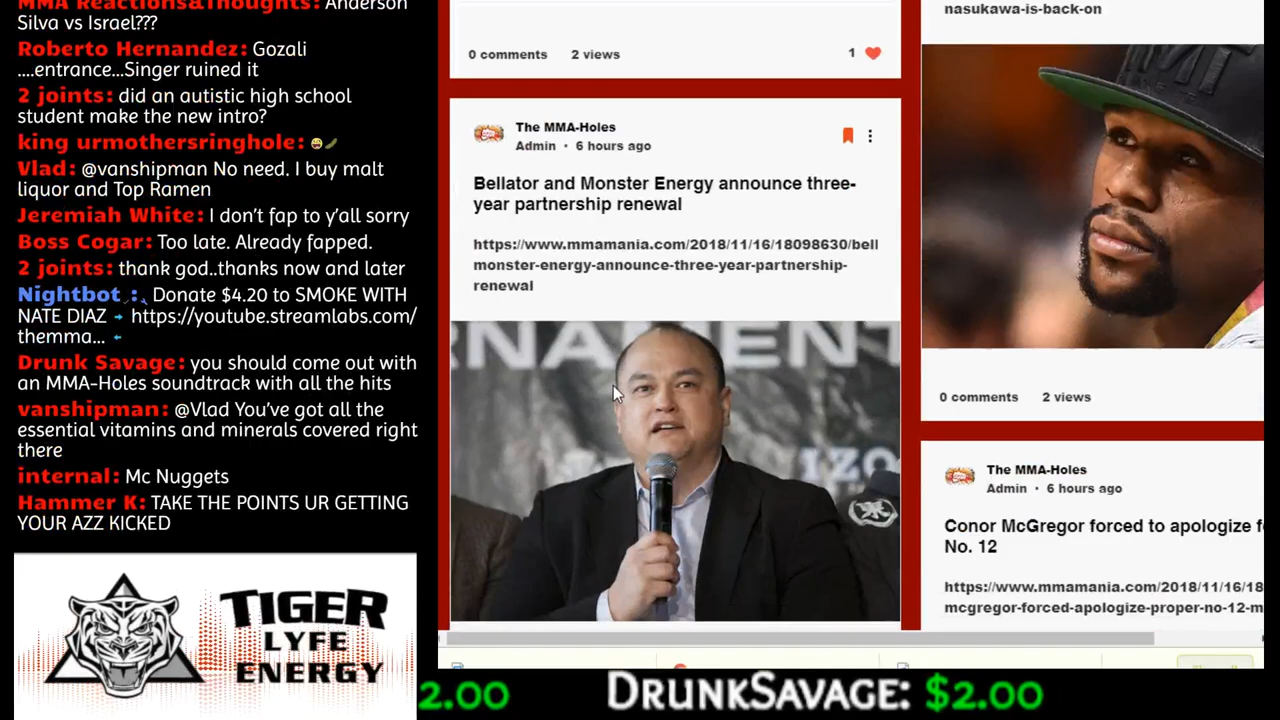 MMA Reactions&Thoughts: Anderson
Silva vs Israel???
Roberto Hernandez: Gozali
....entrance...Singer ruined it
2 joints: did an autistic high school
student make the new intro?
king urmothersringhole: 🤪🥒
Vlad: @vanshipman No need. I buy malt
liquor and Top Ramen
Jeremiah White: I don't fap to y'all sorry
Boss Cogar: Too late. Already fapped.
2 joints: thank god..thanks now and later
Nightbot : Donate $4.20 to SMOKE WITH
NATE DIAZ → https://youtube.streamlabs.com/
themma... ←
Drunk Savage: you should come out with
an MMA-Holes soundtrack with all the hits
vanshipman: @Vlad You've got all the
essential vitamins and minerals covered right
there
internal: Mc Nuggets
Hammer K: TAKE THE POINTS UR GETTING
YOUR AZZ KICKED
TIGER
LYFE
ENERGY
0 comments 2 views 1
The MMA-Holes
Admin • 6 hours ago
Bellator and Monster Energy announce three-
year partnership renewal
https://www.mmamania.com/2018/11/16/18098630/bell
monster-energy-announce-three-year-partnership-
renewal
RNAMENT
IZO
nasukawa-is-back-on
TMT
0 comments 2 views
The MMA-Holes
Admin • 6 hours ago
Conor McGregor forced to apologize f
No. 12
https://www.mmamania.com/2018/11/16/18
mcgregor-forced-apologize-proper-no-12-m
2.00 DRUNKSAVAGE: $2.00